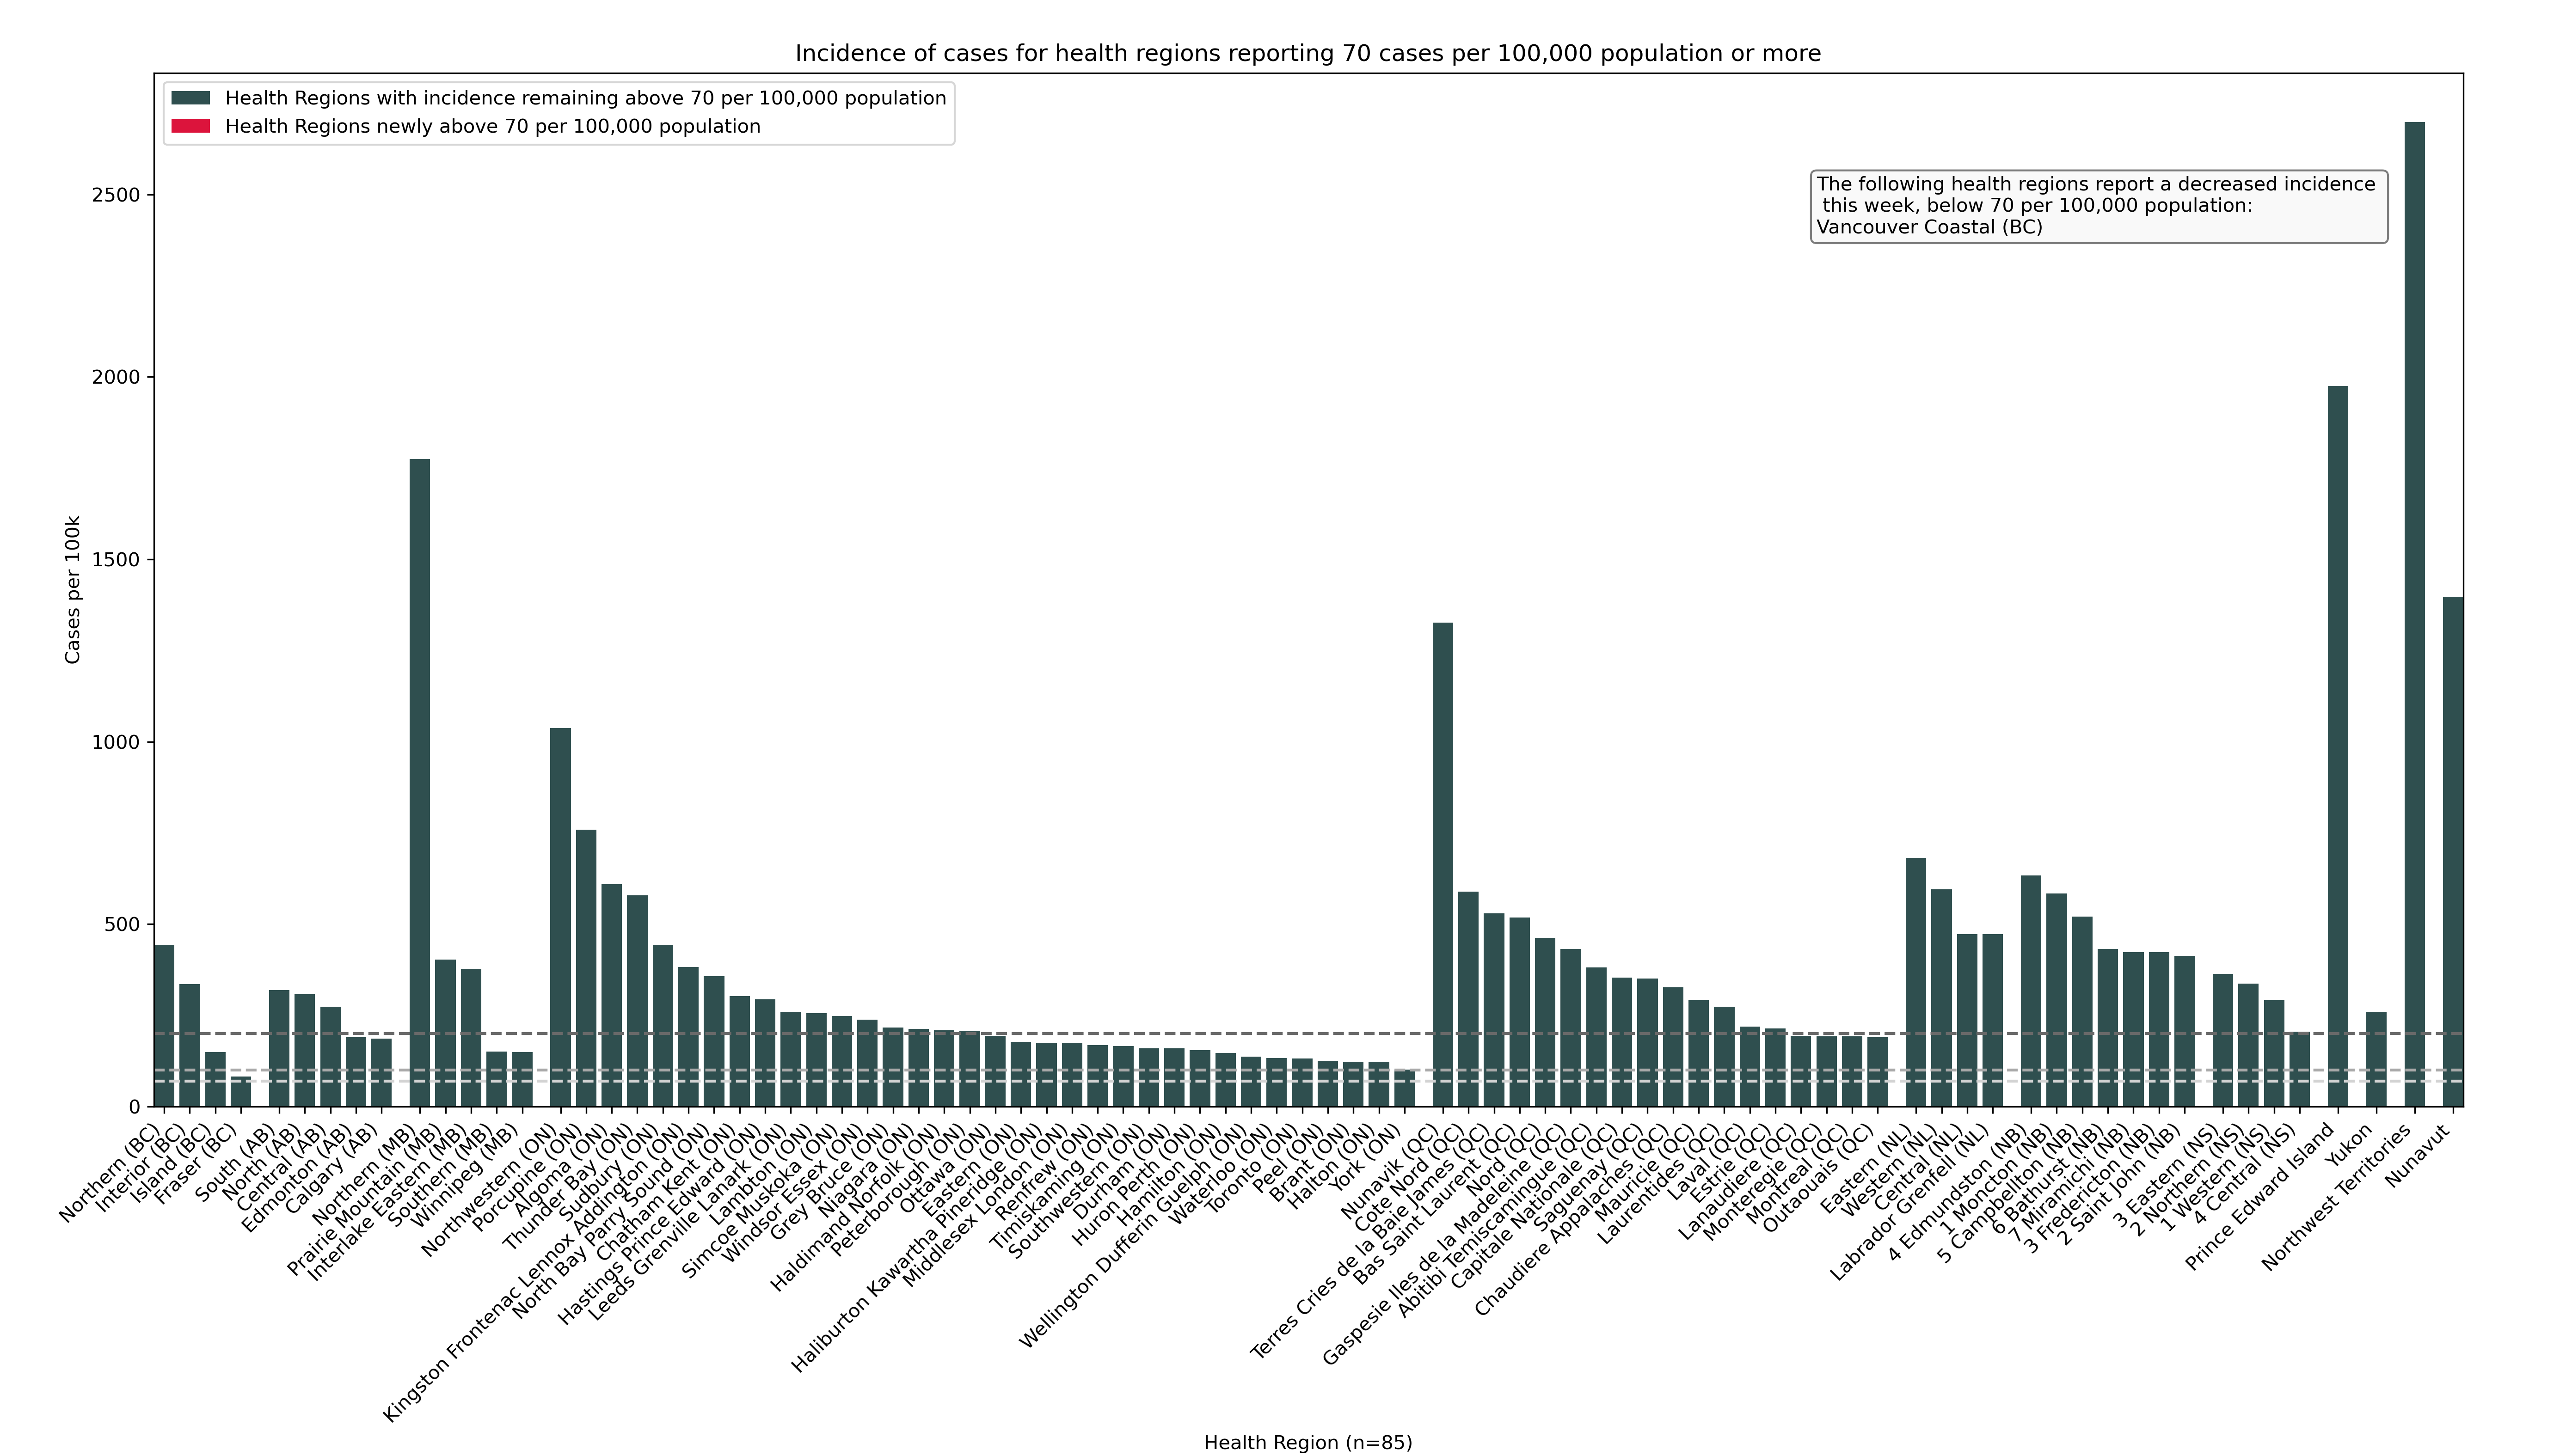 Incidence of cases for health regions reporting 70 cases per 100,000 population or more
Health Regions with incidence remaining above 70 per 100,000 population
Health Regions newly above 70 per 100,000 population
The following health regions report a decreased incidence
this week, below 70 per 100,000 population:
Vancouver Coastal (BC)
Cases per 100k
2500
2000
1500
1000
500
0
Northern (BC)
Interior (BC)
Island (BC)
Fraser (BC)
South (AB)
North (AB)
Central (AB)
Edmonton (AB)
Calgary (AB)
Northern (MB)
Prairie Mountain (MB)
Interlake Eastern (MB)
Southern (MB)
Winnipeg (MB)
Northwestern (ON)
Porcupine (ON)
Algoma (ON)
Thunder Bay (ON)
Sudbury (ON)
Kingston Frontenac Lennox Addington (ON)
North Bay Parry Sound (ON)
Chatham Kent (ON)
Hastings Prince Edward (ON)
Leeds Grenville Lanark (ON)
Lambton (ON)
Simcoe Muskoka (ON)
Windsor Essex (ON)
Grey Bruce (ON)
Niagara (ON)
Haldimand Norfolk (ON)
Peterborough (ON)
Ottawa (ON)
Eastern (ON)
Haliburton Kawartha Pineridge (ON)
Middlesex London (ON)
Renfrew (ON)
Timiskaming (ON)
Southwestern (ON)
Durham (ON)
Huron Perth (ON)
Hamilton (ON)
Wellington Dufferin Guelph (ON)
Waterloo (ON)
Toronto (ON)
Peel (ON)
Brant (ON)
Halton (ON)
York (ON)
Nunavik (QC)
Cote Nord (QC)
Terres Cries de la Baie James (QC)
Bas Saint Laurent (QC)
Nord (QC)
Gaspesie Iles de la Madeleine (QC)
Abitibi Temiscamingue (QC)
Capitale Nationale (QC)
Saguenay (QC)
Chaudiere Appalaches (QC)
Mauricie (QC)
Laurentides (QC)
Laval (QC)
Estrie (QC)
Lanaudiere (QC)
Monteregie (QC)
Montreal (QC)
Outaouais (QC)
Eastern (NL)
Western (NL)
Central (NL)
Labrador Grenfell (NL)
4 Edmundston (NB)
1 Moncton (NB)
5 Campbellton (NB)
6 Bathurst (NB)
7 Miramichi (NB)
3 Fredericton (NB)
2 Saint John (NB)
3 Eastern (NS)
2 Northern (NS)
1 Western (NS)
4 Central (NS)
Prince Edward Island
Yukon
Northwest Territories
Nunavut
Health Region (n=85)